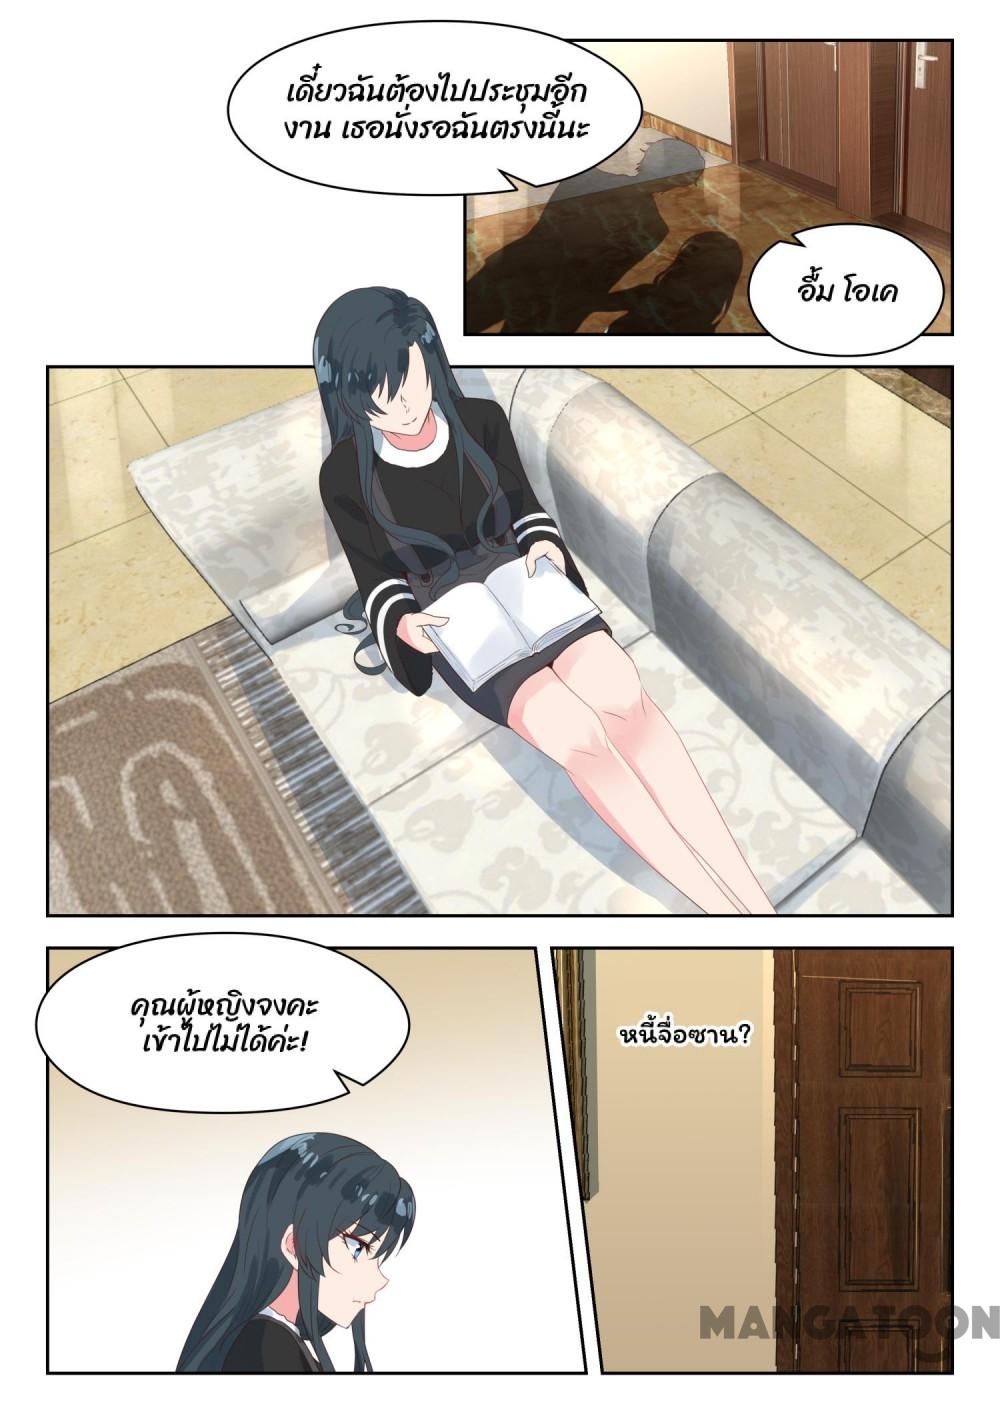 เดี๋ยวฉันต้องไปประชุมอีก
งาน เธอนั่งรอฉันตรงนี้นะ
อื้ม โอเค
คุณผู้หญิงจงคะ
เข้าไปไม่ได้ค่ะ!
หนี้จื่อซาน?
MANGATOON